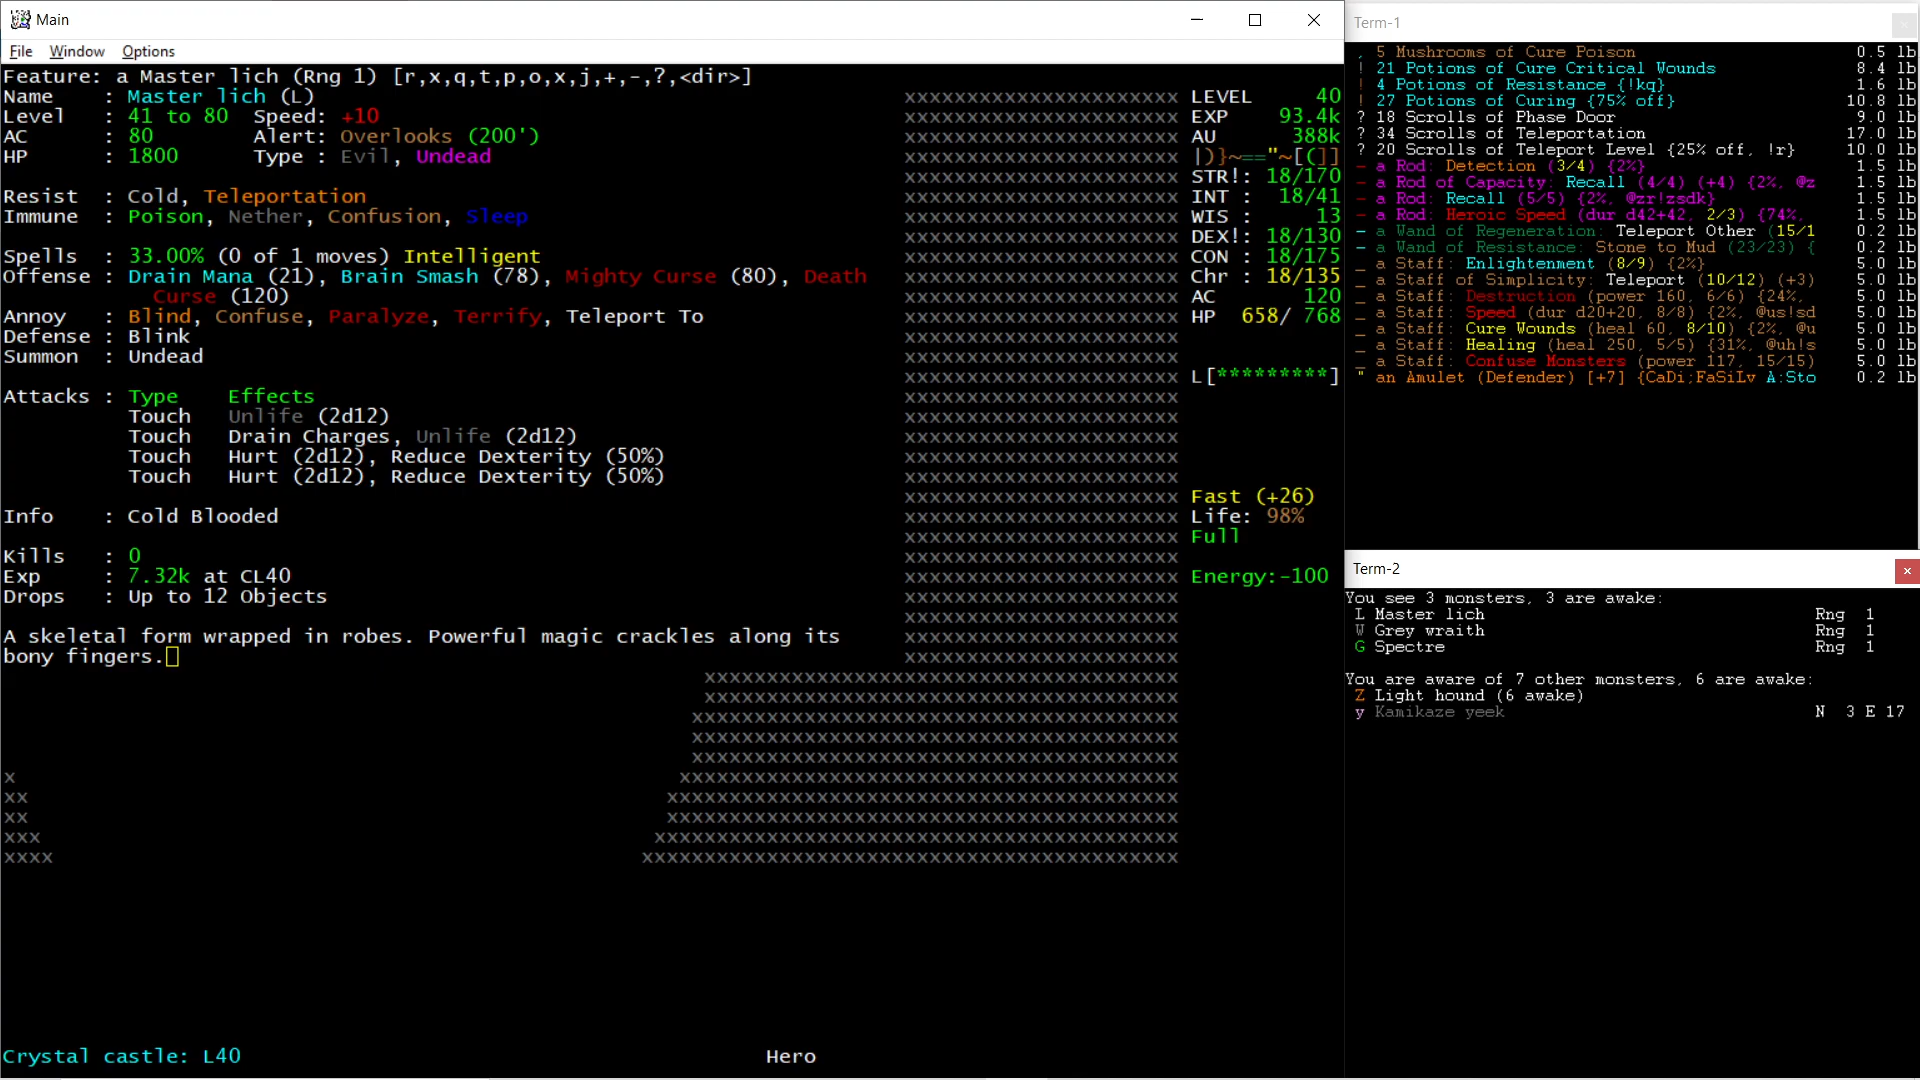 Main
File Window Options
Feature: a Master lich (Rng 1) [r,x,q,t,p,o,x,j,+,-,?,<dir>]
Name : Master lich (L)
Level : 41 to 80 Speed: +10
AC : 80 Alert: Overlooks (200')
HP : 1800 Type : Evil, Undead
Resist : Cold, Teleportation
Immune : Poison, Nether, Confusion, Sleep
Spells : 33.00% (0 of 1 moves) Intelligent
Offense : Drain Mana (21), Brain Smash (78), Mighty Curse (80), Death
Curse (120)
Annoy : Blind, Confuse, Paralyze, Terrify, Teleport To
Defense : Blink
Summon : Undead
Attacks : Type Effects
Touch Unlife (2d12)
Touch Drain Charges, Unlife (2d12)
Touch Hurt (2d12), Reduce Dexterity (50%)
Touch Hurt (2d12), Reduce Dexterity (50%)
Info : Cold Blooded
Kills : 0
Exp : 7.32k at CL40
Drops : Up to 12 Objects
A skeletal form wrapped in robes. Powerful magic crackles along its
bony fingers.
x
xx
xx
xxx
xxxx
Crystal castle: L40
Hero
LEVEL 40
EXP 93.4k
AU 388k
|)}~=="~[(]]
STR!: 18/170
INT : 18/41
WIS : 13
DEX!: 18/130
CON : 18/175
Chr : 18/135
AC 120
HP 658/ 768
L[*********]
Fast (+26)
Life: 98%
Full
Energy:-100
Term-1
, 5 Mushrooms of Cure Poison 0.5 lb
! 21 Potions of Cure Critical Wounds 8.4 lb
! 4 Potions of Resistance {!kq} 1.6 lb
! 27 Potions of Curing {75% off} 10.8 lb
? 18 Scrolls of Phase Door 9.0 lb
? 34 Scrolls of Teleportation 17.0 lb
? 20 Scrolls of Teleport Level {25% off, !r} 10.0 lb
- a Rod: Detection (3/4) {2%} 1.5 lb
- a Rod of Capacity: Recall (4/4) (+4) {2%, @z 1.5 lb
- a Rod: Recall (5/5) {2%, @zr!zsdk} 1.5 lb
- a Rod: Heroic Speed (dur d42+42, 2/3) {74%, 1.5 lb
- a Wand of Regeneration: Teleport Other (15/1 0.2 lb
- a Wand of Resistance: Stone to Mud (23/23) { 0.2 lb
_ a Staff: Enlightenment (8/9) {2%} 5.0 lb
_ a Staff of Simplicity: Teleport (10/12) (+3) 5.0 lb
_ a Staff: Destruction (power 160, 6/6) {24%, 5.0 lb
_ a Staff: Speed (dur d20+20, 8/8) {2%, @us!sd 5.0 lb
_ a Staff: Cure Wounds (heal 60, 8/10) {2%, @u 5.0 lb
_ a Staff: Healing (heal 250, 5/5) {31%, @uh!s 5.0 lb
_ a Staff: Confuse Monsters (power 117, 15/15) 5.0 lb
" an Amulet (Defender) [+7] {CaDi;FaSiLv A:Sto 0.2 lb
Term-2
You see 3 monsters, 3 are awake:
L Master lich Rng 1
W Grey wraith Rng 1
G Spectre Rng 1
You are aware of 7 other monsters, 6 are awake:
Z Light hound (6 awake)
y Kamikaze yeek N 3 E 17